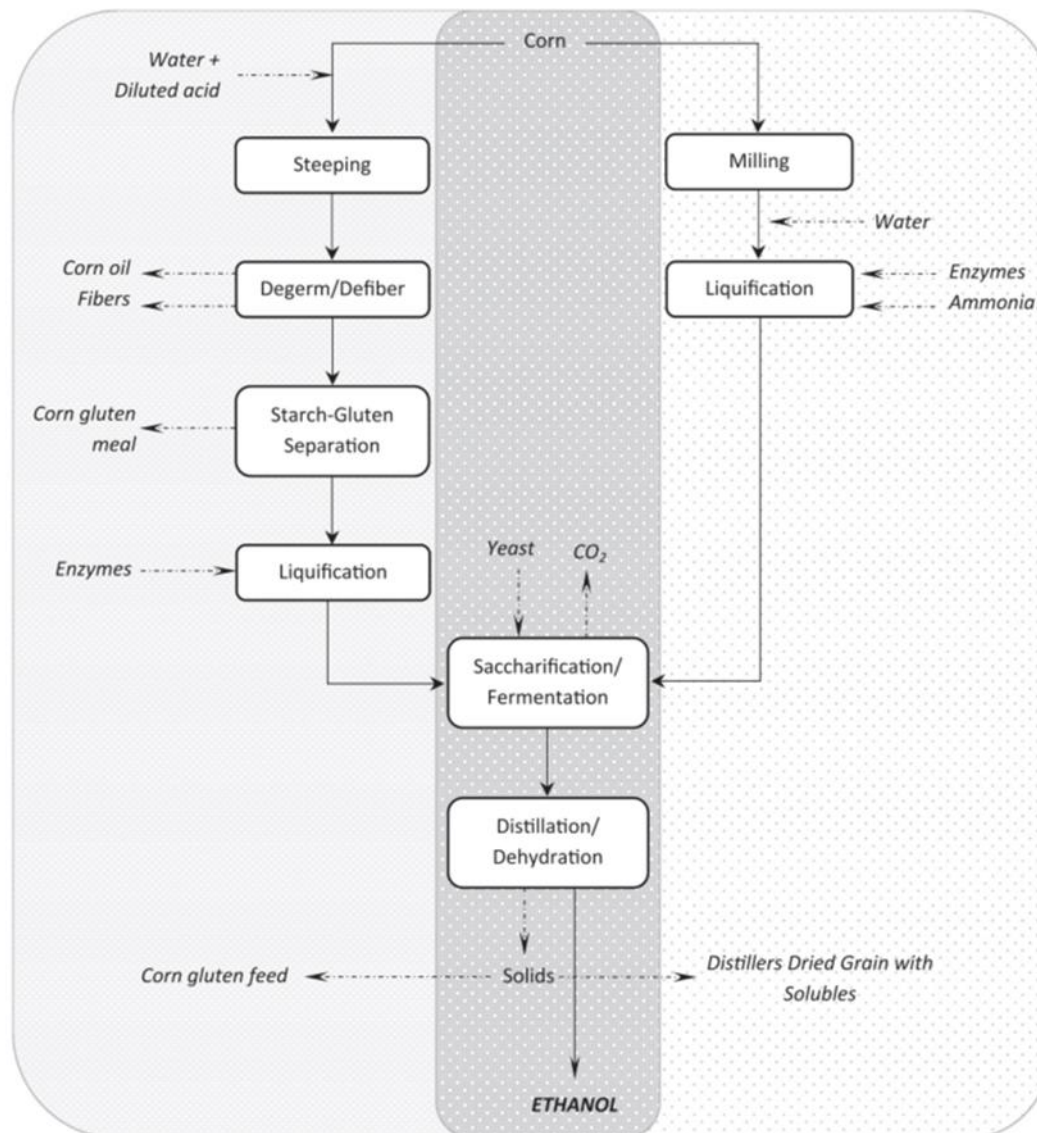 Corn
Water +
Diluted acid
Steeping
Milling
Water
Corn oil
Fibers
Degerm/Defiber
Liquification
Enzymes
Ammonia
Corn gluten
meal
Starch-Gluten
Separation
Enzymes
Liquification
Yeast
CO₂
Saccharification/
Fermentation
Distillation/
Dehydration
Corn gluten feed
Solids
Distillers Dried Grain with
Solubles
ETHANOL